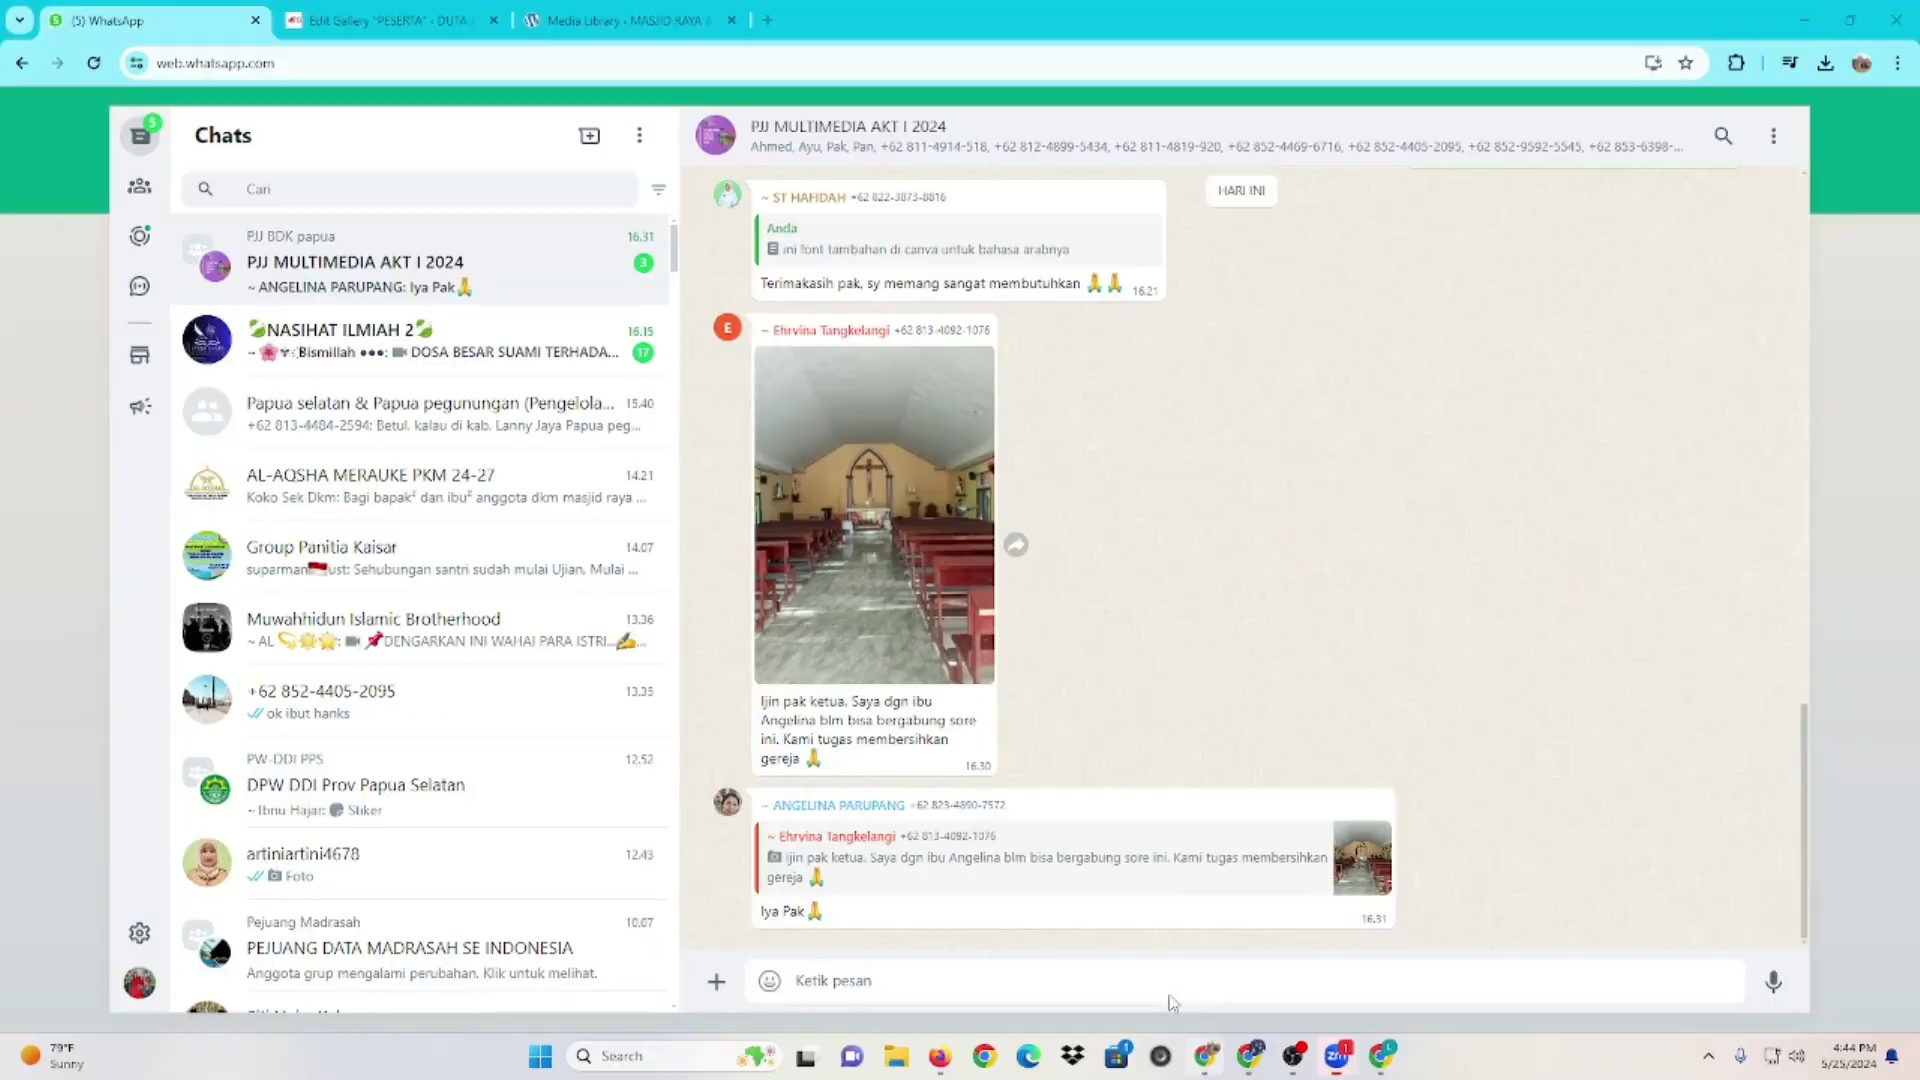 (5) WhatsApp
Edit Gallery "PESERTA" ‹ DUTA
Media Library ‹ MASJID RAYA A
web.whatsapp.com
5
Chats
Cari
PJJ BDK papua
16.31
PJJ MULTIMEDIA AKT I 2024
3
~ ANGELINA PARUPANG: Iya Pak🙏
🍃NASIHAT ILMIAH 2🍃
16.15
Bismillah ●●●: DOSA BESAR SUAMI TERHADA...
17
Papua selatan & Papua pegunungan (Pengelola...
15.40
+62 813-4484-2594: Betul, kalau di kab. Lanny Jaya Papua peg...
AL-AQSHA MERAUKE PKM 24-27
14.21
Koko Sek Dkm: Bagi bapak² dan ibu² anggota dkm masjid raya ...
Group Panitia Kaisar
14.07
suparman🇮🇩ust: Sehubungan santri sudah mulai Ujian, Mulai ...
Muwahhidun Islamic Brotherhood
13.36
~ AL 💫🌟🌟: 📌DENGARKAN INI WAHAI PARA ISTRI...✍...
+62 852-4405-2095
13.35
ok ibut hanks
PW-DDI PPS
12.52
DPW DDI Prov Papua Selatan
~ Ibnu Hajar: Stiker
artiniartini4678
12.43
Foto
Pejuang Madrasah
10.07
PEJUANG DATA MADRASAH SE INDONESIA
Anggota grup mengalami perubahan. Klik untuk melihat.
PJJ MULTIMEDIA AKT I 2024
Ahmed, Ayu, Pak, Pan, +62 811-4914-518, +62 812-4899-5434, +62 811-4819-920, +62 852-4469-6716, +62 852-4405-2095, +62 852-9592-5545, +62 853-6398-...
HARI INI
~ ST HAFIDAH +62 822-3873-8816
Anda
ini font tambahan di canva untuk bahasa arabnya
Terimakasih pak, sy memang sangat membutuhkan 🙏🙏
16.21
E
~ Ehrvina Tangkelangi +62 813-4092-1076
Ijin pak ketua. Saya dgn ibu
Angelina blm bisa bergabung sore
ini. Kami tugas membersihkan
gereja 🙏
16.30
~ ANGELINA PARUPANG +62 823-4890-7572
~ Ehrvina Tangkelangi +62 813-4092-1076
Ijin pak ketua. Saya dgn ibu Angelina blm bisa bergabung sore ini. Kami tugas membersihkan
gereja 🙏
Iya Pak🙏
16.31
Ketik pesan
79°F
Sunny
Search
1
zm
1
L
4:44 PM
5/25/2024